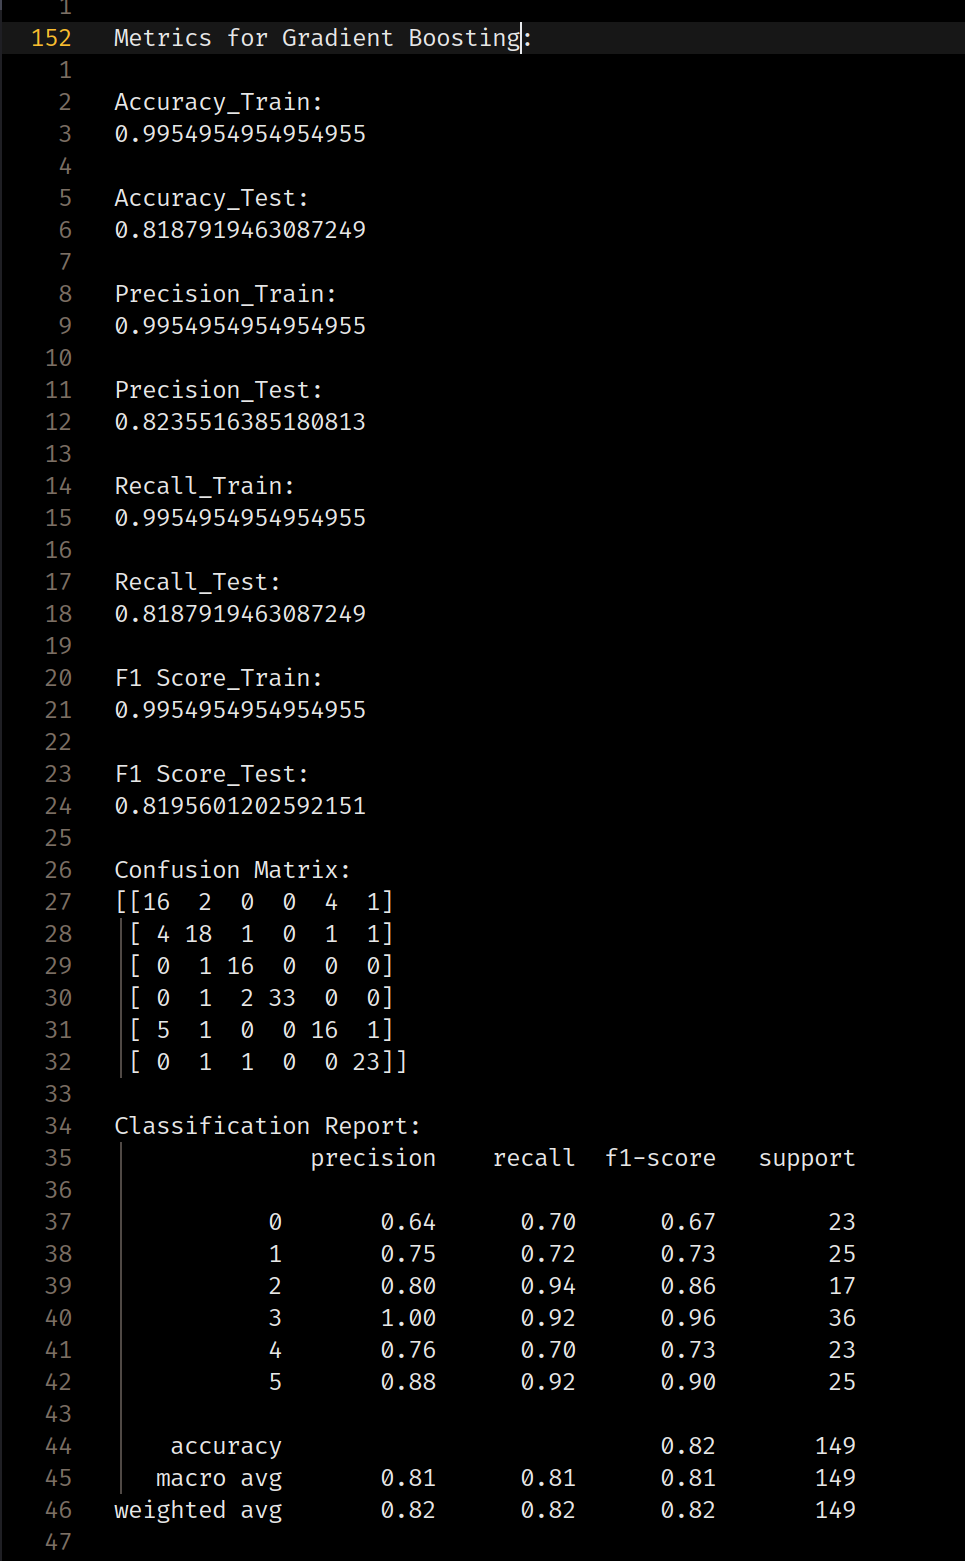 1
152 Metrics for Gradient Boosting:
1
2 Accuracy_Train:
3 0.9954954954954955
4
5 Accuracy_Test:
6 0.8187919463087249
7
8 Precision_Train:
9 0.9954954954954955
10
11 Precision_Test:
12 0.8235516385180813
13
14 Recall_Train:
15 0.9954954954954955
16
17 Recall_Test:
18 0.8187919463087249
19
20 F1 Score_Train:
21 0.9954954954954955
22
23 F1 Score_Test:
24 0.8195601202592151
25
26 Confusion Matrix:
27 [[16  2  0  0  4  1]
28  [ 4 18  1  0  1  1]
29  [ 0  1 16  0  0  0]
30  [ 0  1  2 33  0  0]
31  [ 5  1  0  0 16  1]
32  [ 0  1  1  0  0 23]]
33
34 Classification Report:
35               precision    recall  f1-score   support
36
37            0       0.64      0.70      0.67        23
38            1       0.75      0.72      0.73        25
39            2       0.80      0.94      0.86        17
40            3       1.00      0.92      0.96        36
41            4       0.76      0.70      0.73        23
42            5       0.88      0.92      0.90        25
43
44     accuracy                           0.82       149
45    macro avg       0.81      0.81      0.81       149
46 weighted avg       0.82      0.82      0.82       149
47